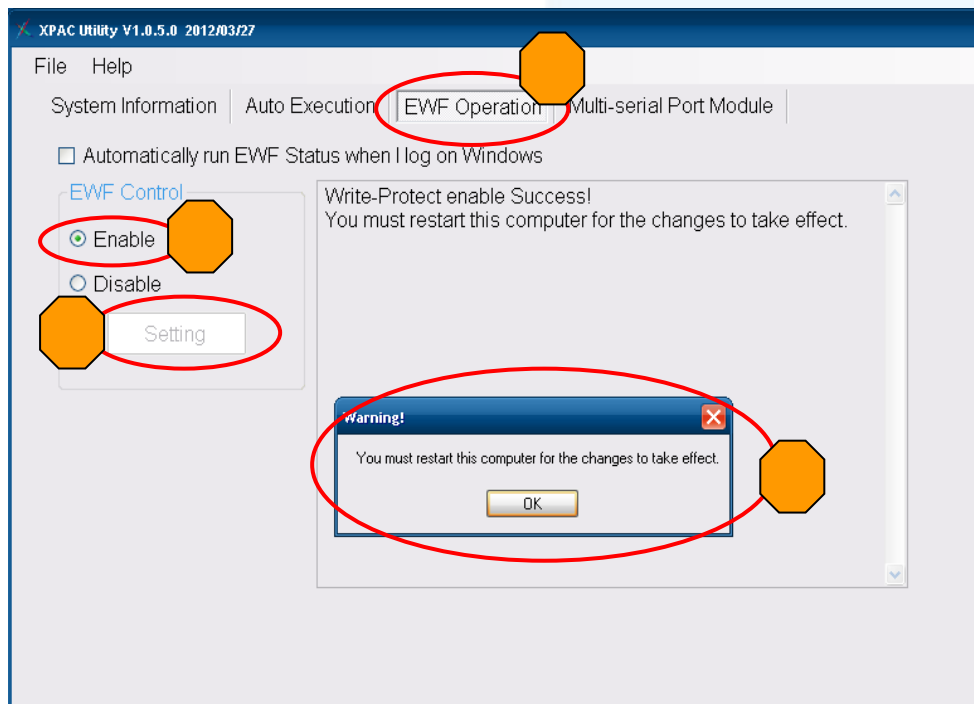 XPAC Utility V1.0.5.0 2012/03/27
File Help
System Information Auto Execution EWF Operation Multi-serial Port Module
Automatically run EWF Status when I log on Windows
EWF Control
Enable
Disable
Setting
Write-Protect enable Success!
You must restart this computer for the changes to take effect.
Warning!
You must restart this computer for the changes to take effect.
OK